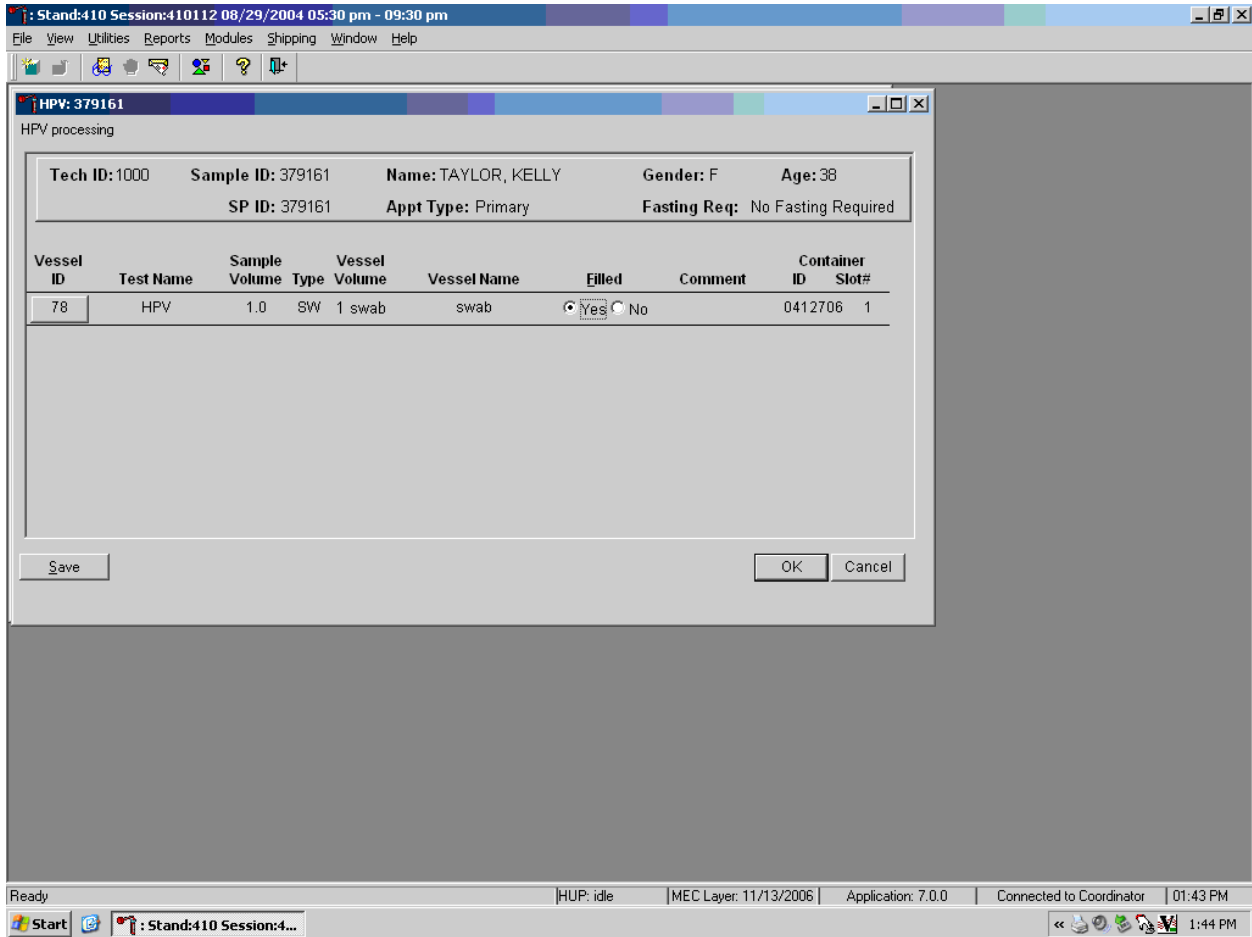 : Stand:410 Session:410112 08/29/2004 05:30 pm - 09:30 pm
File View Utilities Reports Modules Shipping Window Help
HPV: 379161
HPV processing
Tech ID: 1000 Sample ID: 379161 Name: TAYLOR, KELLY Gender: F Age: 38
SP ID: 379161 Appt Type: Primary Fasting Req: No Fasting Required
Vessel Sample Vessel Container
ID Test Name Volume Type Volume Vessel Name Filled Comment ID Slot#
78 HPV 1.0 SW 1 swab swab Yes No 0412706 1
Save OK Cancel
Ready HUP: idle MEC Layer: 11/13/2006 Application: 7.0.0 Connected to Coordinator 01:43 PM
Start : Stand:410 Session:4... « 1:44 PM